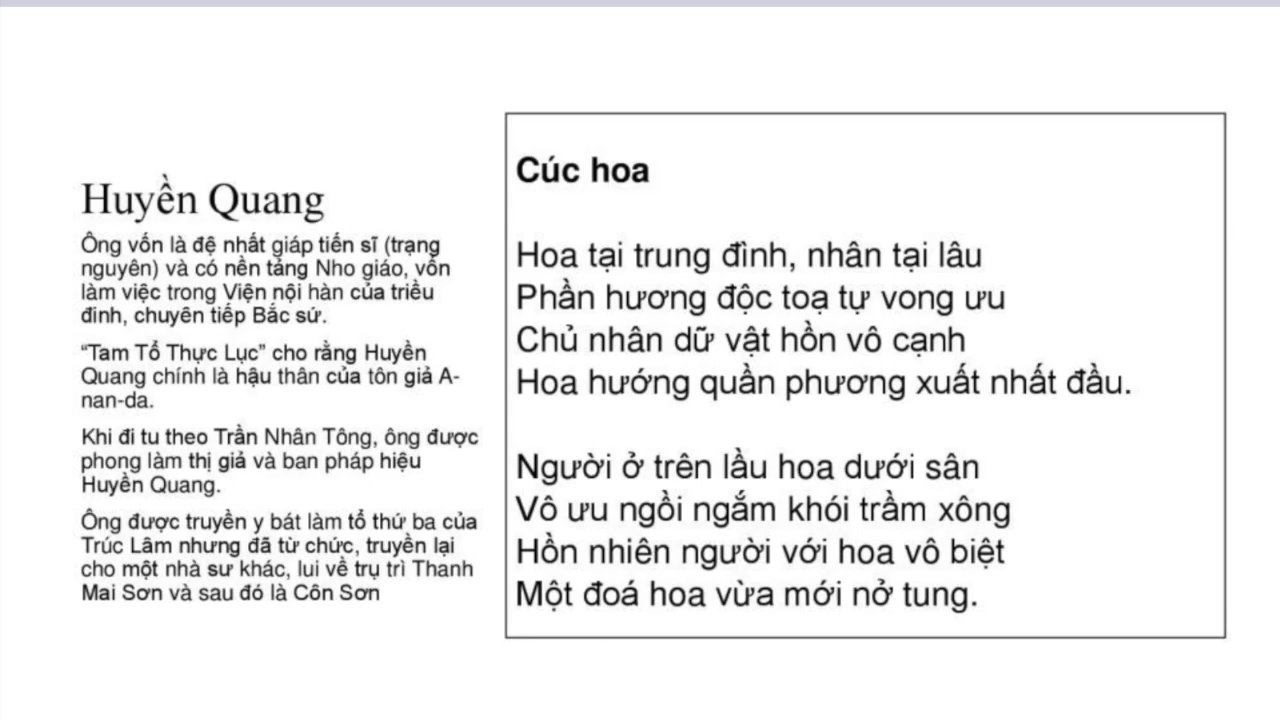 Huyền Quang
Ông vốn là đệ nhất giáp tiến sĩ (trạng
nguyên) và có nền tảng Nho giáo, vốn
làm việc trong Viện nội hàn của triều
đình, chuyên tiếp Bắc sứ.
“Tam Tổ Thực Lục” cho rằng Huyền
Quang chính là hậu thân của tôn giả A-
nan-da.
Khi đi tu theo Trần Nhân Tông, ông được
phong làm thị giả và ban pháp hiệu
Huyền Quang.
Ông được truyền y bát làm tổ thứ ba của
Trúc Lâm nhưng đã từ chức, truyền lại
cho một nhà sư khác, lui về trụ trì Thanh
Mai Sơn và sau đó là Côn Sơn
Cúc hoa
Hoa tại trung đình, nhân tại lâu
Phần hương độc toạ tự vong ưu
Chủ nhân dữ vật hồn vô cạnh
Hoa hướng quần phương xuất nhất đầu.
Người ở trên lầu hoa dưới sân
Vô ưu ngồi ngắm khói trầm xông
Hồn nhiên người với hoa vô biệt
Một đoá hoa vừa mới nở tung.